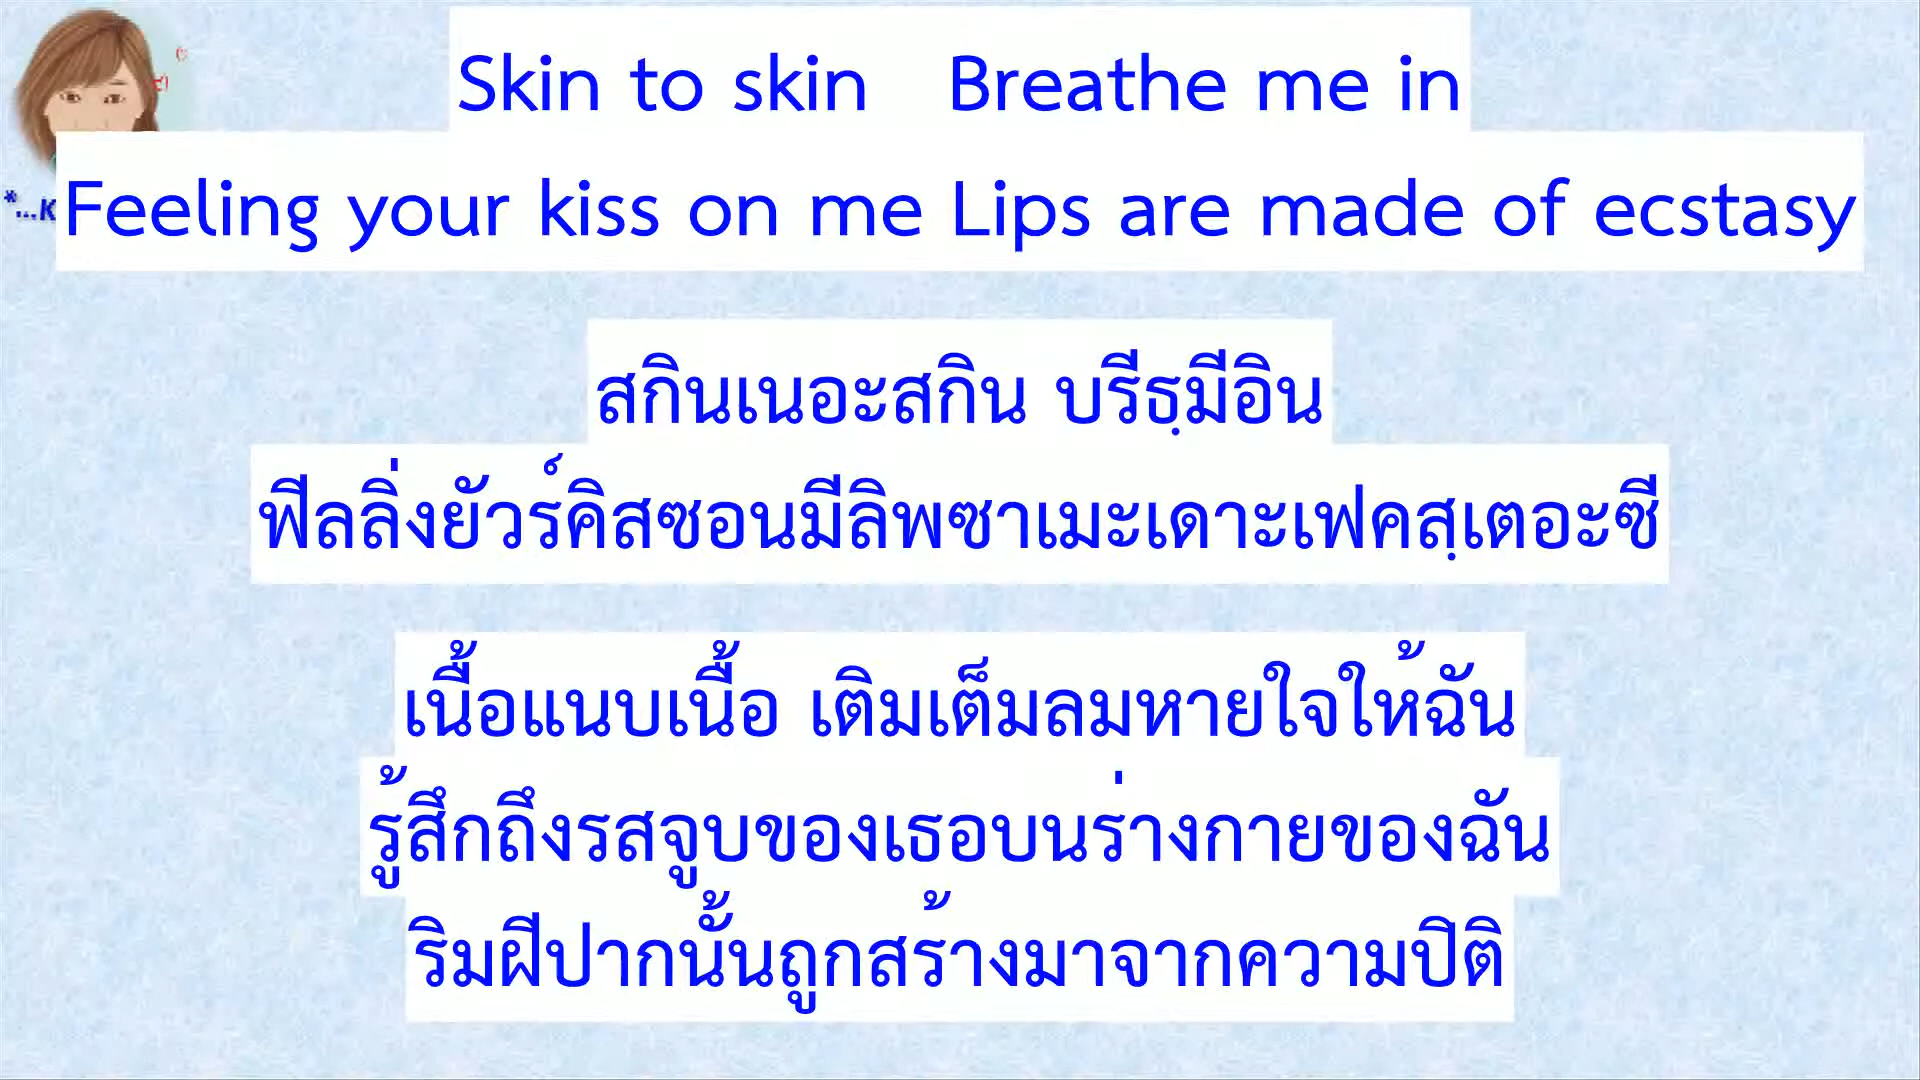 Skin to skin Breathe me in
Feeling your kiss on me Lips are made of ecstasy
สกินเนอะสกิน บรีธฺมีอิน
ฟีลลิ่งยัวร์คิสซอนมีลิพซาเมะเดาะเฟคสฺเตอะซี
เนื้อแนบเนื้อ เติมเต็มลมหายใจให้ฉัน
รู้สึกถึงรสจูบของเธอบนร่างกายของฉัน
ริมฝีปากนั้นถูกสร้างมาจากความปิติ